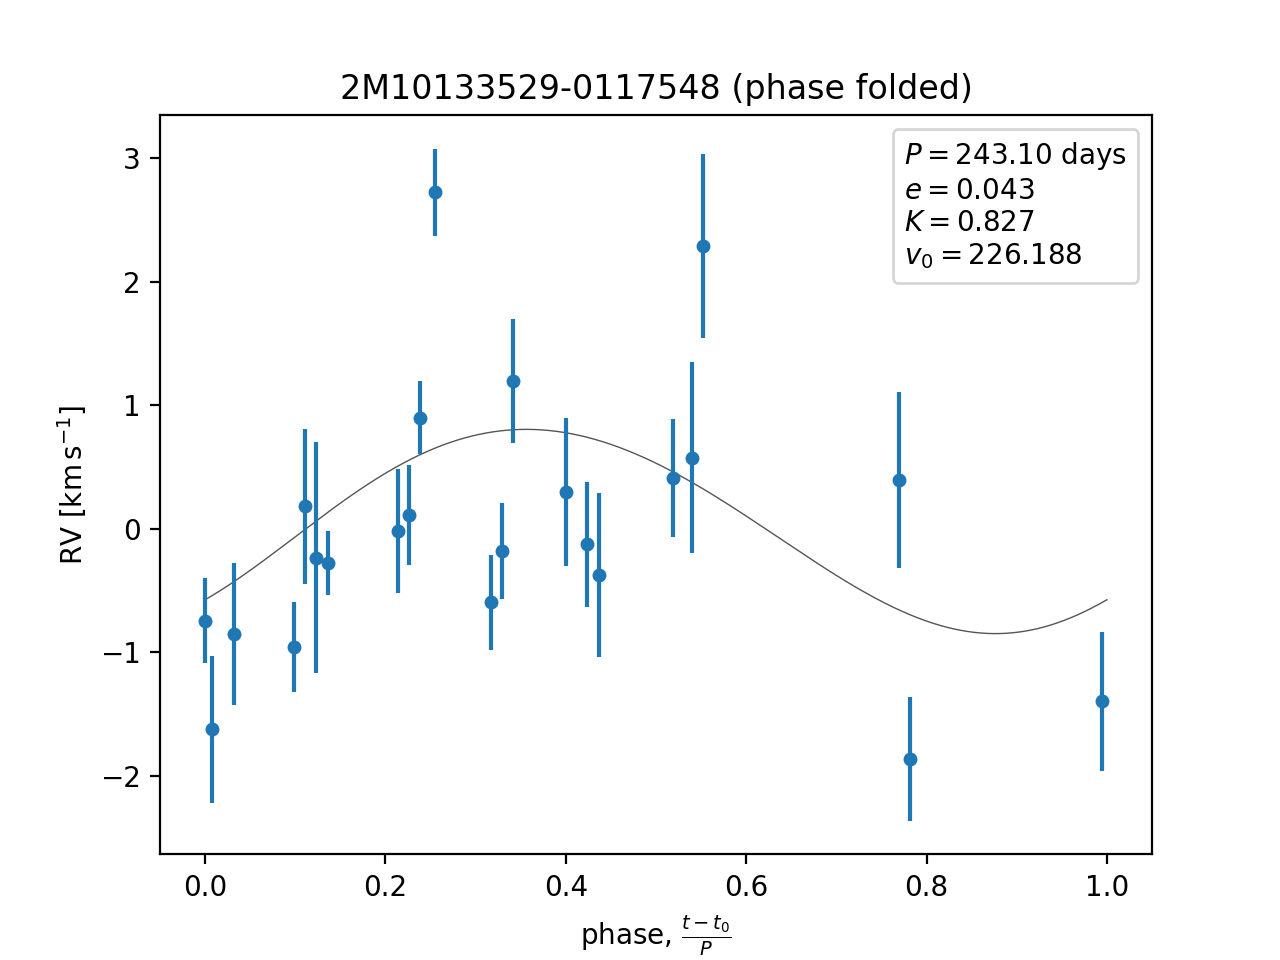 2M10133529-0117548 (phase folded)
P = 243.10 days
e = 0.043
K = 0.827
v₀ = 226.188
3
2
1
0
−1
−2
RV [km s⁻¹]
0.0 0.2 0.4 0.6 0.8 1.0
phase, (t − t₀)/P